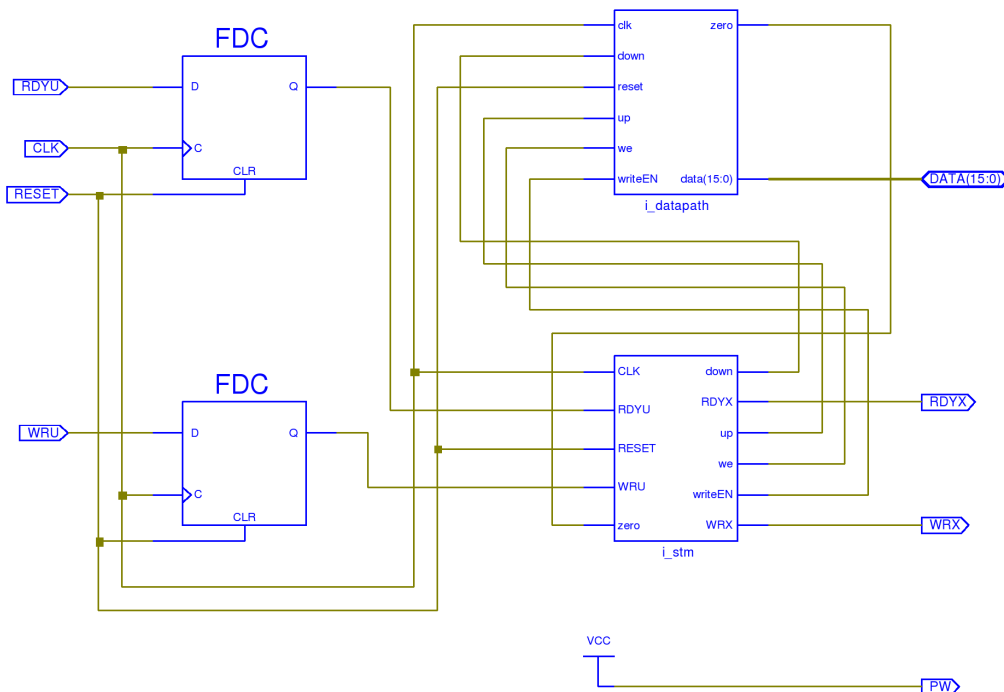 FDC
RDYU
D
Q
CLK
C
RESET
CLR
clk
zero
down
reset
up
we
writeEN
data(15:0)
DATA(15:0)
i_datapath
FDC
WRU
D
Q
C
CLR
CLK
down
RDYU
RDYX
RDYX
RESET
up
we
WRU
writeEN
zero
WRX
WRX
i_stm
VCC
PW